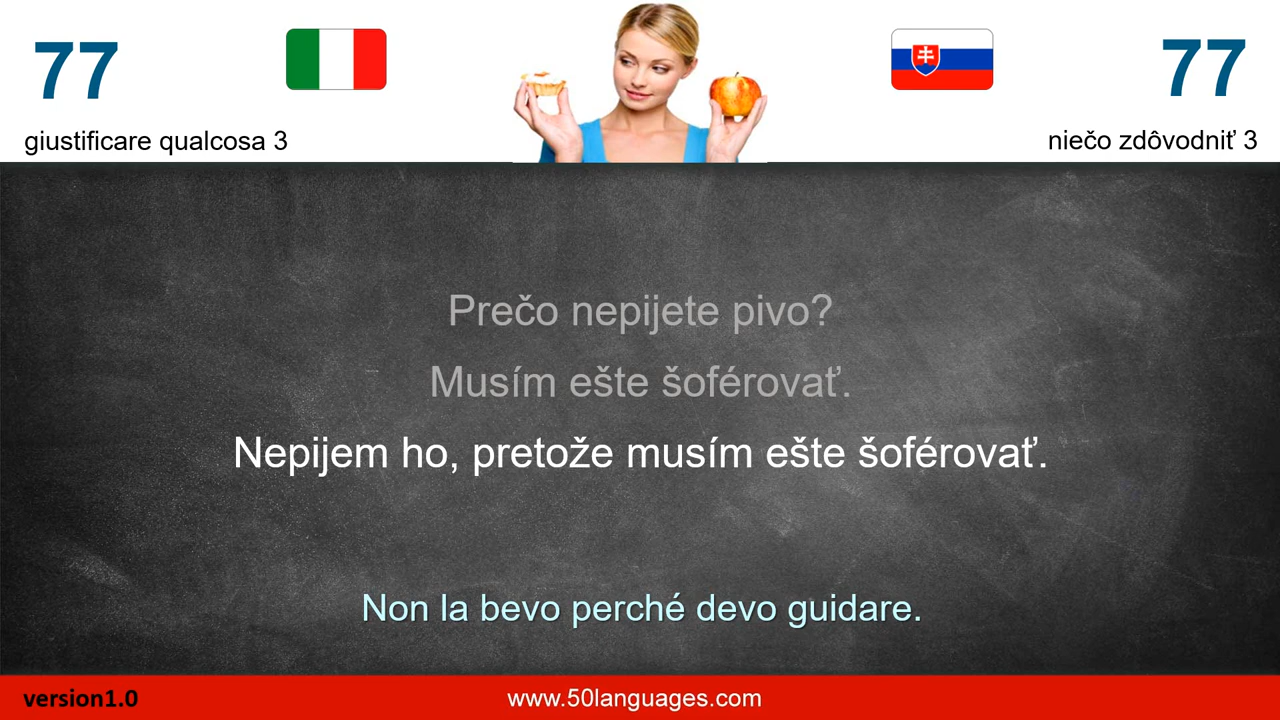 77
77
giustificare qualcosa 3
niečo zdôvodniť 3
Prečo nepijete pivo?
Musím ešte šoférovať.
Nepijem ho, pretože musím ešte šoférovať.
Non la bevo perché devo guidare.
version1.0
www.50languages.com